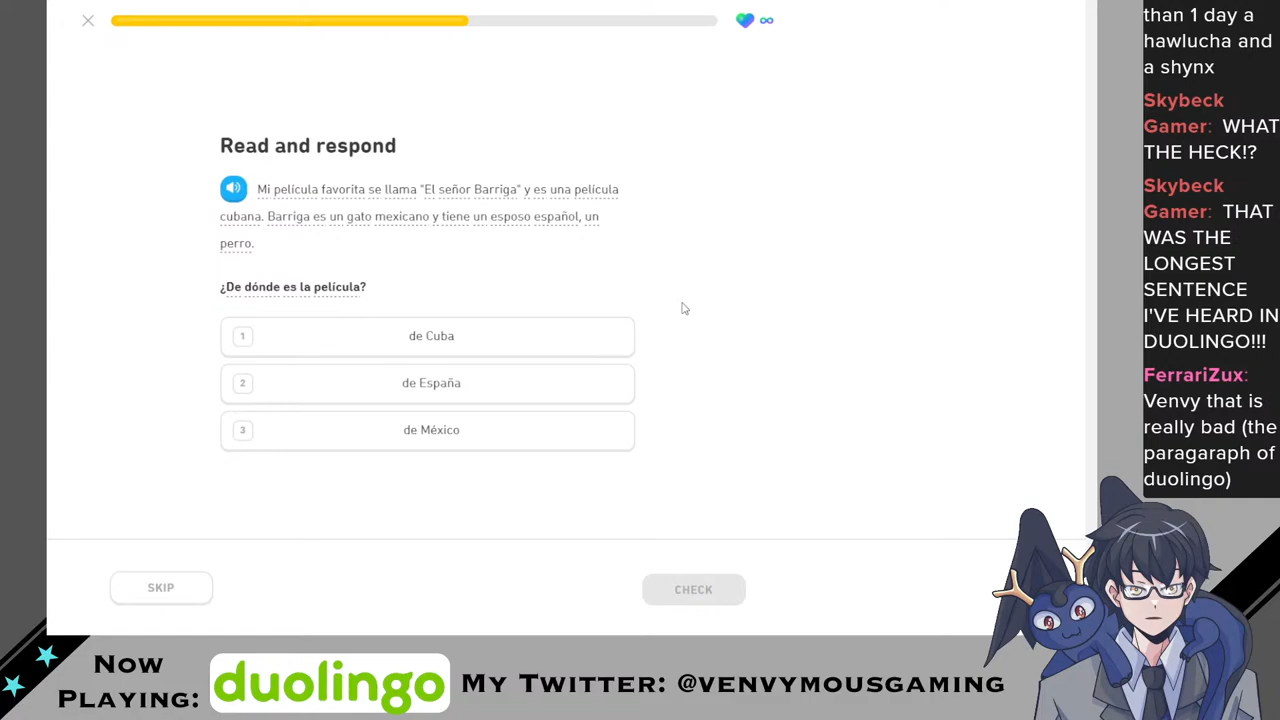 Read and respond
Mi película favorita se llama "El señor Barriga" y es una película
cubana. Barriga es un gato mexicano y tiene un esposo español, un
perro.
¿De dónde es la película?
1 de Cuba
2 de España
3 de México
SKIP
CHECK
than 1 day a
hawlucha and
a shynx
Skybeck
Gamer: WHAT
THE HECK!?
Skybeck
Gamer: THAT
WAS THE
LONGEST
SENTENCE
I'VE HEARD IN
DUOLINGO!!!
FerrariZux:
Venvy that is
really bad (the
paragaraph of
duolingo)
NOW
PLAYING:
duolingo
MY TWITTER: @VENVYMOUSGAMING